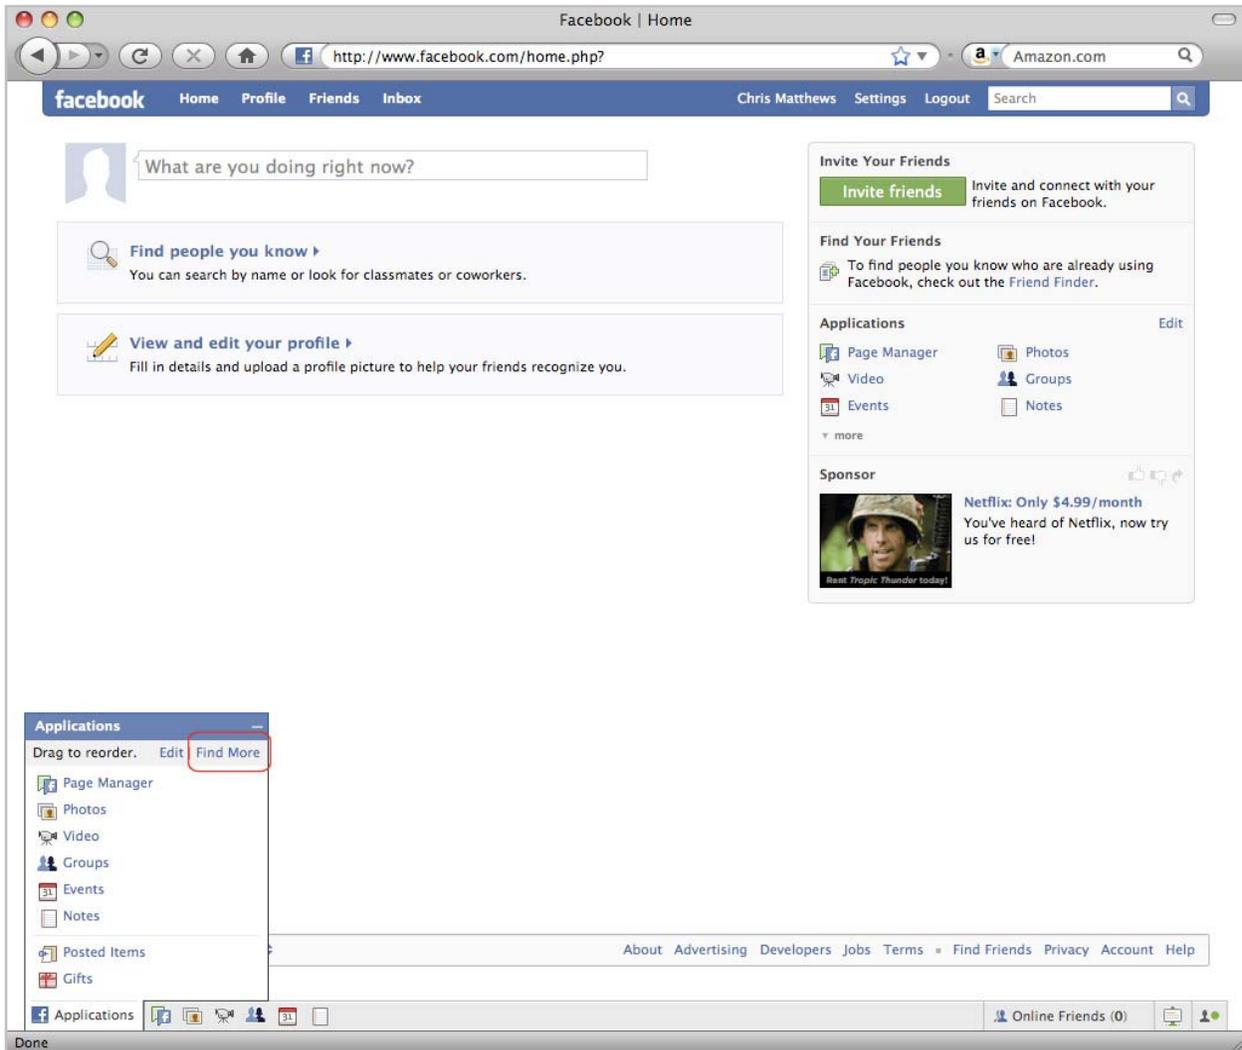 Facebook | Home
http://www.facebook.com/home.php?
a Amazon.com
facebook Home Profile Friends Inbox Chris Matthews Settings Logout Search
What are you doing right now?
Find people you know
You can search by name or look for classmates or coworkers.
View and edit your profile
Fill in details and upload a profile picture to help your friends recognize you.
Invite Your Friends
Invite friends
Invite and connect with your
friends on Facebook.
Find Your Friends
To find people you know who are already using
Facebook, check out the Friend Finder.
Applications Edit
Page Manager Photos
Video Groups
31 Events Notes
more
Sponsor
Netflix: Only $4.99/month
You've heard of Netflix, now try
us for free!
Rent Tropic Thunder today!
Applications
Drag to reorder. Edit | Find More
Page Manager
Photos
Video
Groups
31 Events
Notes
Posted Items
Gifts
About Advertising Developers Jobs Terms Find Friends Privacy Account Help
Applications 31 Online Friends (0)
Done